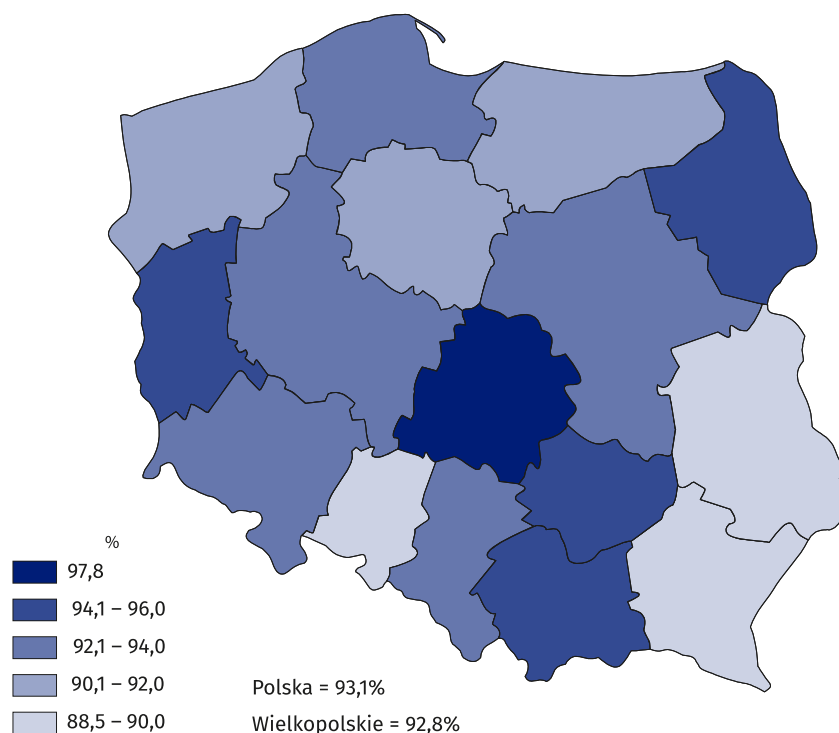 %
97,8
94,1 – 96,0
92,1 – 94,0
90,1 – 92,0
88,5 – 90,0
Polska = 93,1%
Wielkopolskie = 92,8%